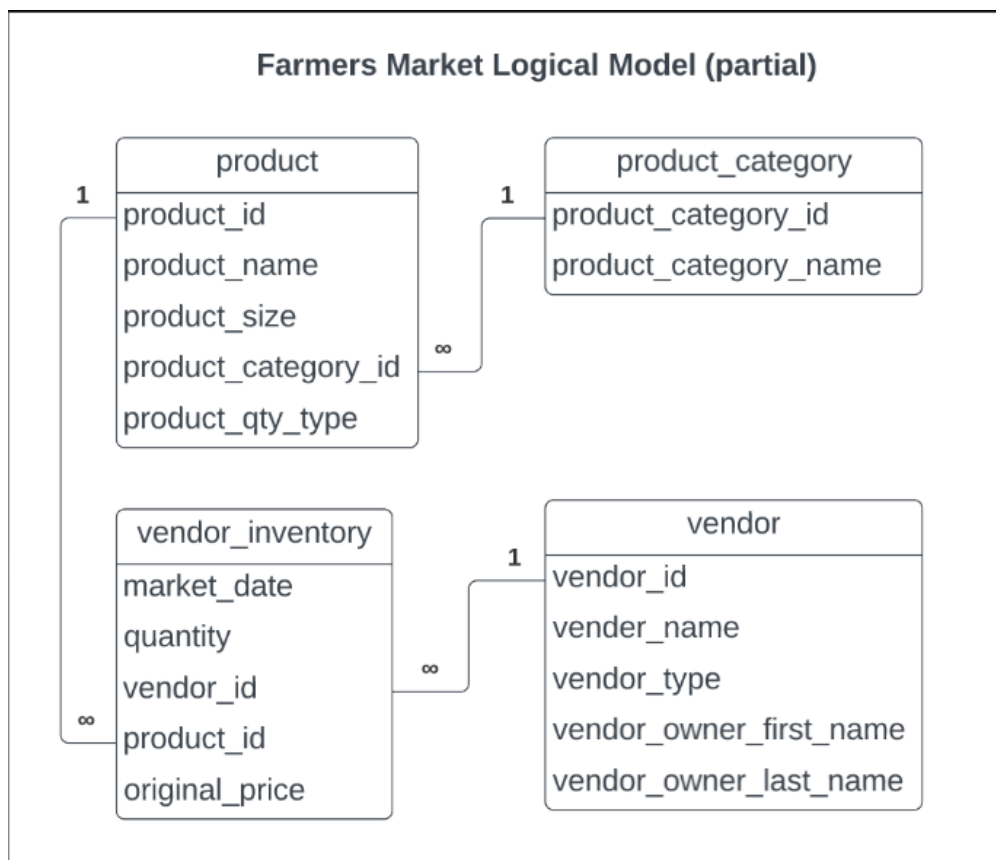 Farmers Market Logical Model (partial)
product
1
product_id
product_name
product_size
product_category_id
∞
product_qty_type
product_category
1
product_category_id
product_category_name
vendor_inventory
market_date
quantity
vendor_id
∞
∞
product_id
original_price
vendor
1
vendor_id
vender_name
vendor_type
vendor_owner_first_name
vendor_owner_last_name